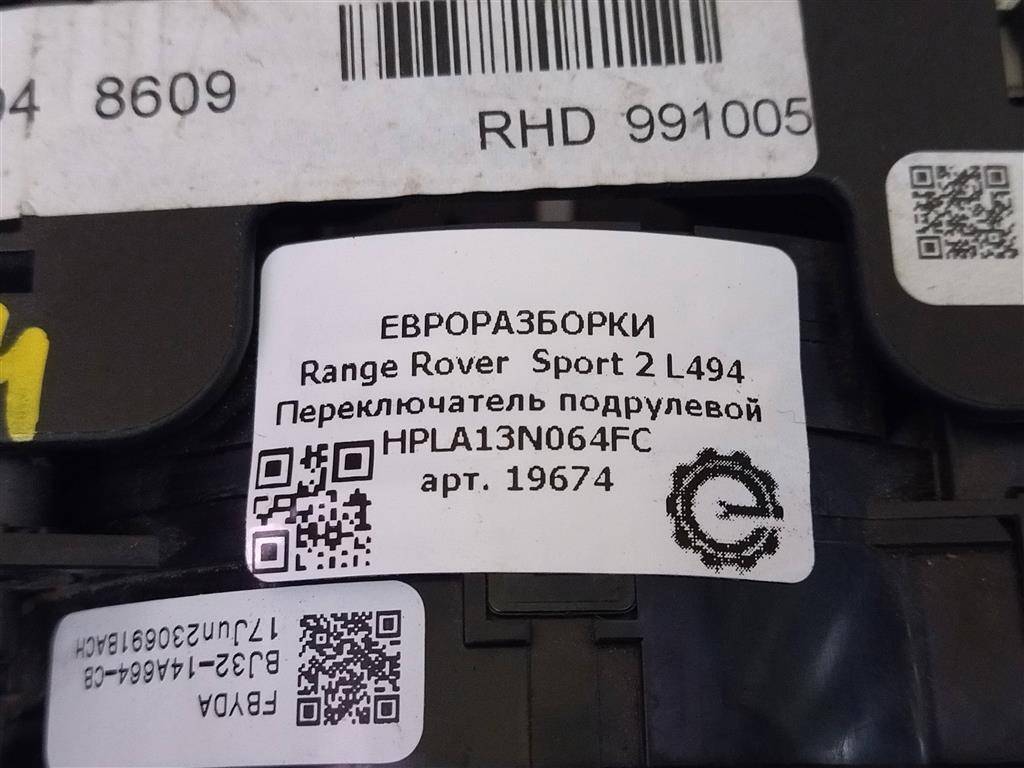 8609
RHD 991005
ЕВРОРАЗБОРКИ
Range Rover Sport 2 L494
Переключатель подрулевой
HPLA13N064FC
арт. 19674
FBYDA
BJ32-14A664-CB
17Jun230691BACH